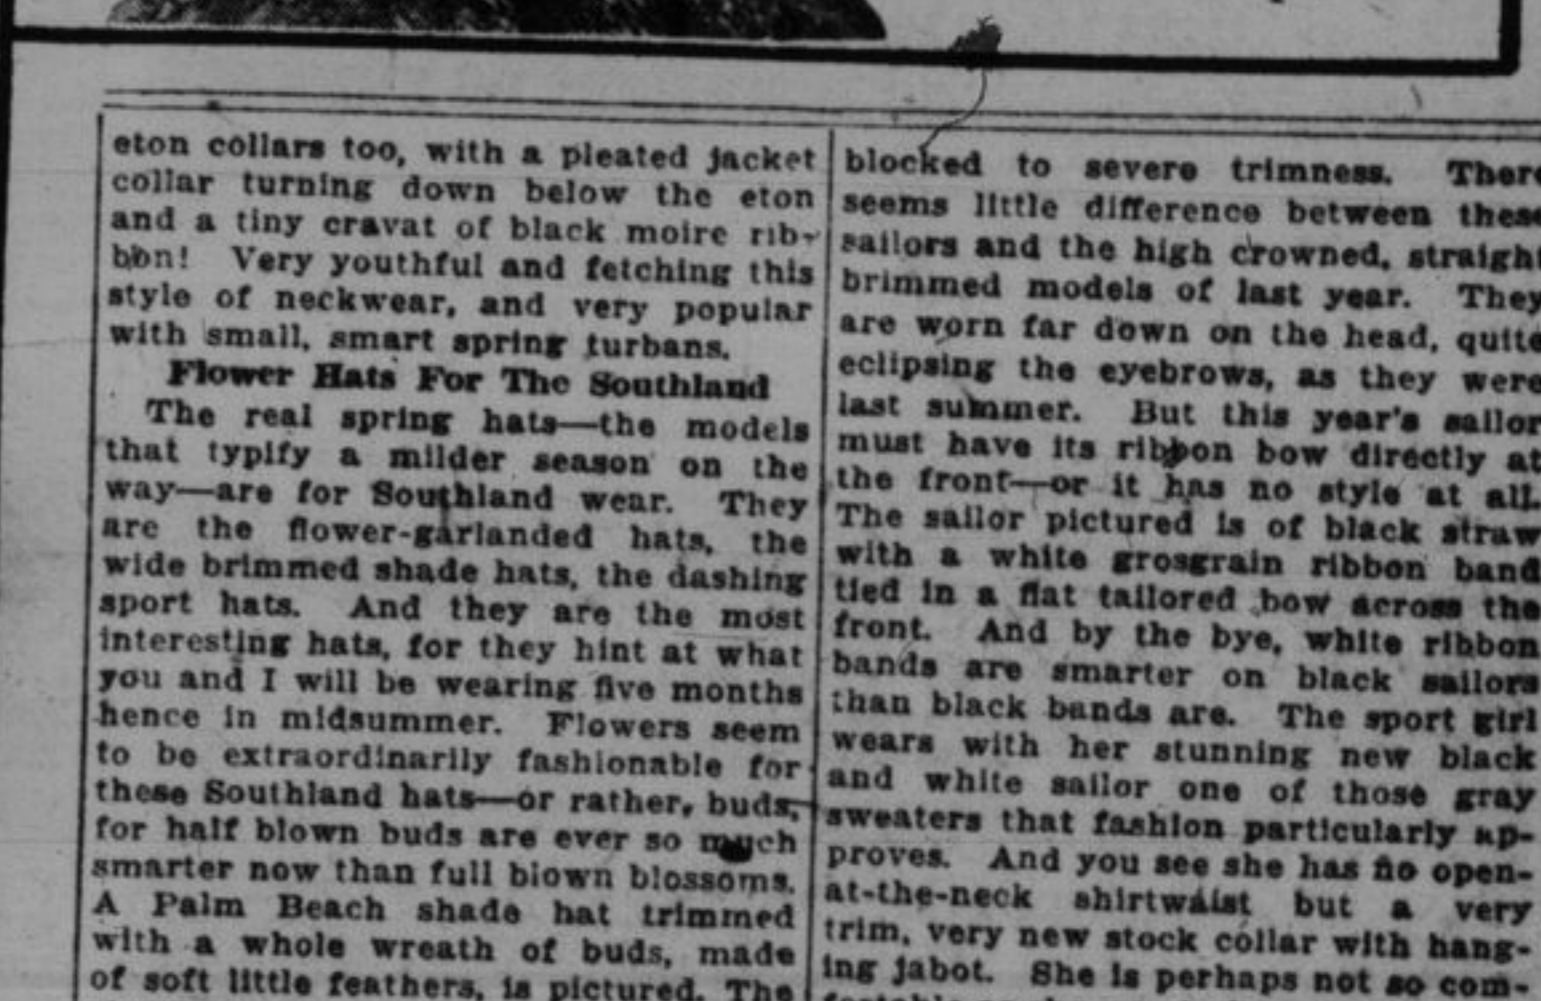 eton collars too, with a pleated jacket
collar turning down below the eton
and a tiny cravat of black moire rib-
bon! Very youthful and fetching this
style of neckwear, and very popular
with small, smart spring turbans.
Flower Hats For The Southland
The real spring hats—the models
that typify a milder season on the
way—are for Southland wear. They
are the flower-garlanded hats, the
wide brimmed shade hats, the dashing
sport hats. And they are the most
interesting hats, for they hint at what
you and I will be wearing five months
hence in midsummer. Flowers seem
to be extraordinarily fashionable for
these Southland hats—or rather, buds,
for half blown buds are ever so much
smarter now than full blown blossoms.
A Palm Beach shade hat trimmed
with a whole wreath of buds, made
of soft little feathers, is pictured. The
blocked to severe trimness. There
seems little difference between these
sailors and the high crowned, straight
brimmed models of last year. They
are worn far down on the head, quite
eclipsing the eyebrows, as they were
last summer. But this year's sailor
must have its ribbon bow directly at
the front—or it has no style at all.
The sailor pictured is of black straw
with a white grosgrain ribbon band
tied in a flat tailored bow across the
front. And by the bye, white ribbon
bands are smarter on black sailors
than black bands are. The sport girl
wears with her stunning new black
and white sailor one of those gray
sweaters that fashion particularly ap-
proves. And you see she has no open-
at-the-neck shirtwaist but a very
trim, very new stock collar with hang-
ing jabot. She is perhaps not so com-